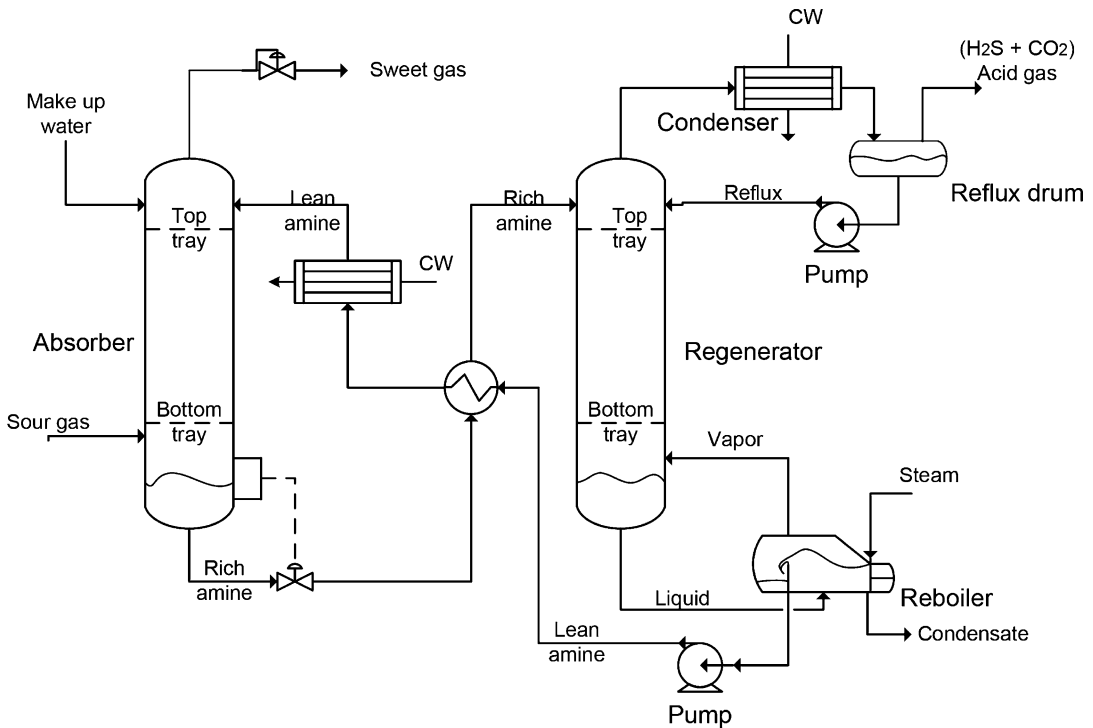 CW
(H2S + CO2)
Acid gas
Sweet gas
Make up
water
Condenser
Lean
amine
Rich
amine
Reflux
Reflux drum
Top
tray
Top
tray
CW
Pump
Absorber
Regenerator
Sour gas
Bottom
tray
Bottom
tray
Vapor
Steam
Rich
amine
Liquid
Reboiler
Lean
amine
Condensate
Pump